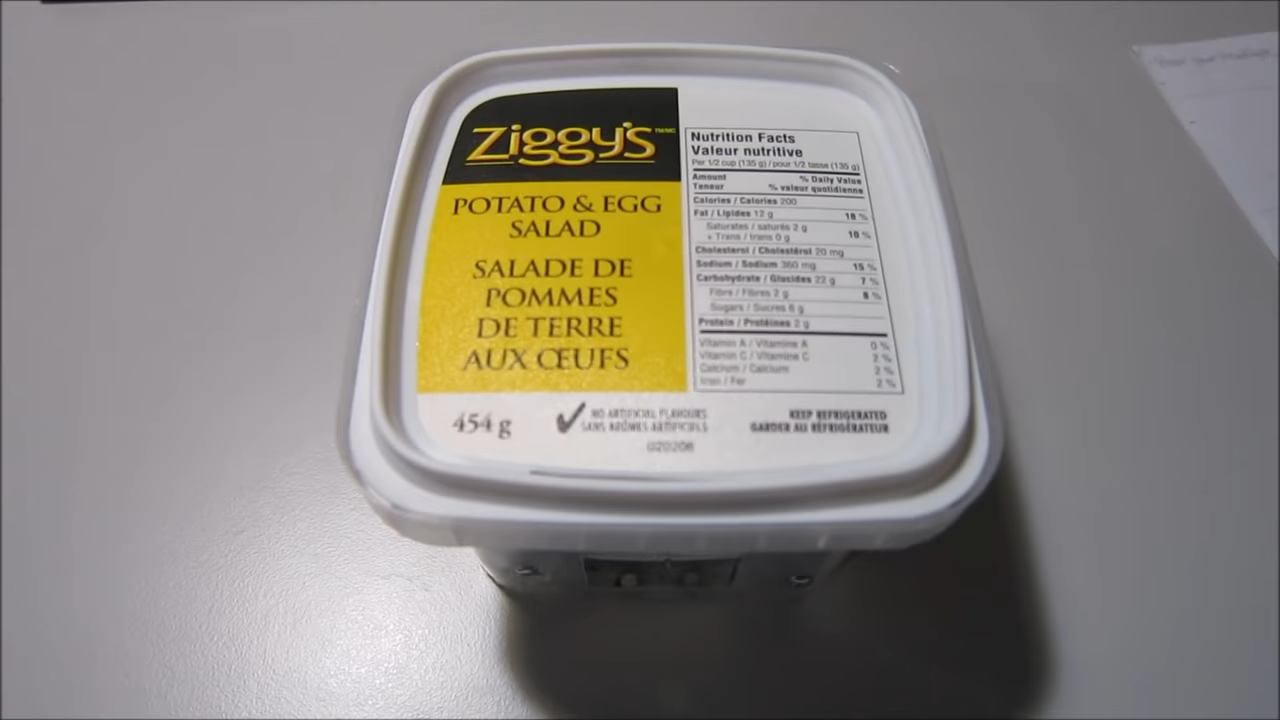 Ziggy's TM/MC
POTATO & EGG
SALAD
SALADE DE
POMMES
DE TERRE
AUX ŒUFS
454 g
Nutrition Facts
Valeur nutritive
Per 1/2 cup (135 g) / pour 1/2 tasse (135 g)
Amount % Daily Value
Teneur % valeur quotidienne
Calories / Calories 200
Fat / Lipides 12 g 18 %
Saturates / saturés 2 g
+ Trans / trans 0 g 10 %
Cholesterol / Cholestérol 20 mg
Sodium / Sodium 360 mg 15 %
Carbohydrate / Glucides 22 g 7 %
Fibre / Fibres 2 g 8 %
Sugars / Sucres 6 g
Protein / Protéines 2 g
Vitamin A / Vitamine A 0 %
Vitamin C / Vitamine C 2 %
Calcium / Calcium 2 %
Iron / Fer 2 %
NO ARTIFICIAL FLAVOURS
SANS ARÔMES ARTIFICIELS
020206
KEEP REFRIGERATED
GARDER AU RÉFRIGÉRATEUR